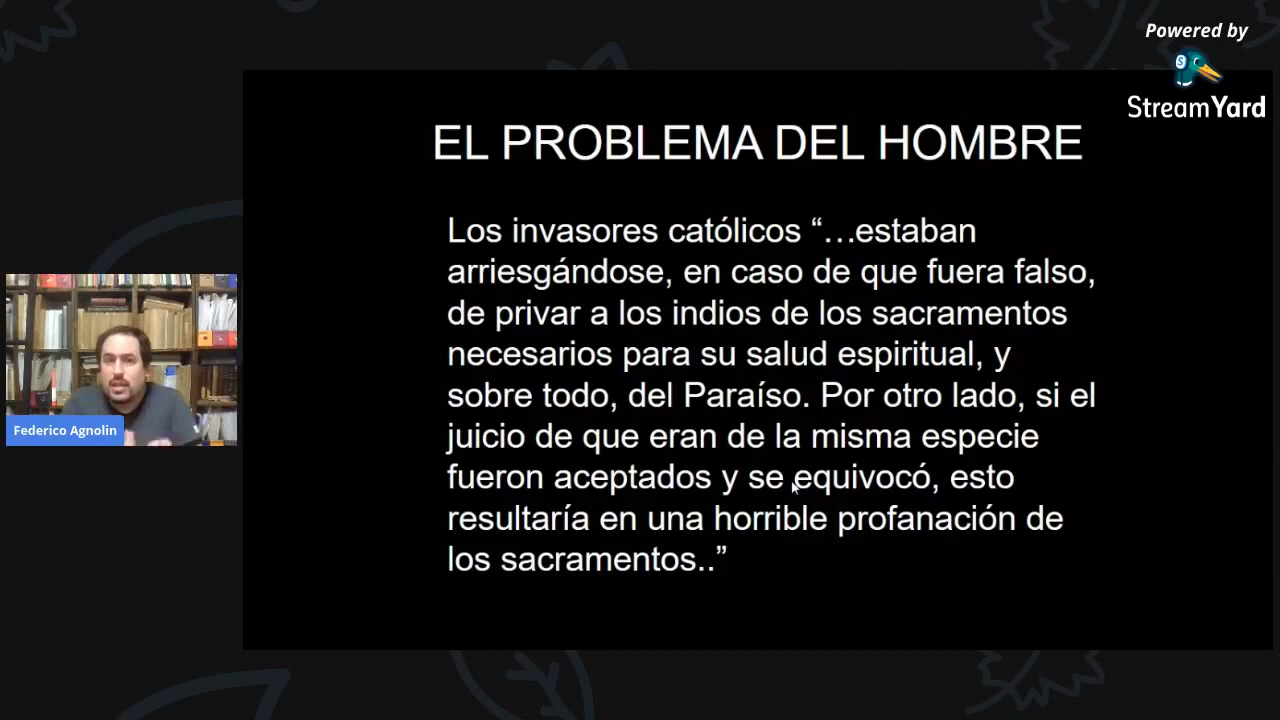 Powered by
StreamYard
EL PROBLEMA DEL HOMBRE
Los invasores católicos “…estaban
arriesgándose, en caso de que fuera falso,
de privar a los indios de los sacramentos
necesarios para su salud espiritual, y
sobre todo, del Paraíso. Por otro lado, si el
juicio de que eran de la misma especie
fueron aceptados y se equivocó, esto
resultaría en una horrible profanación de
los sacramentos..”
Federico Agnolin